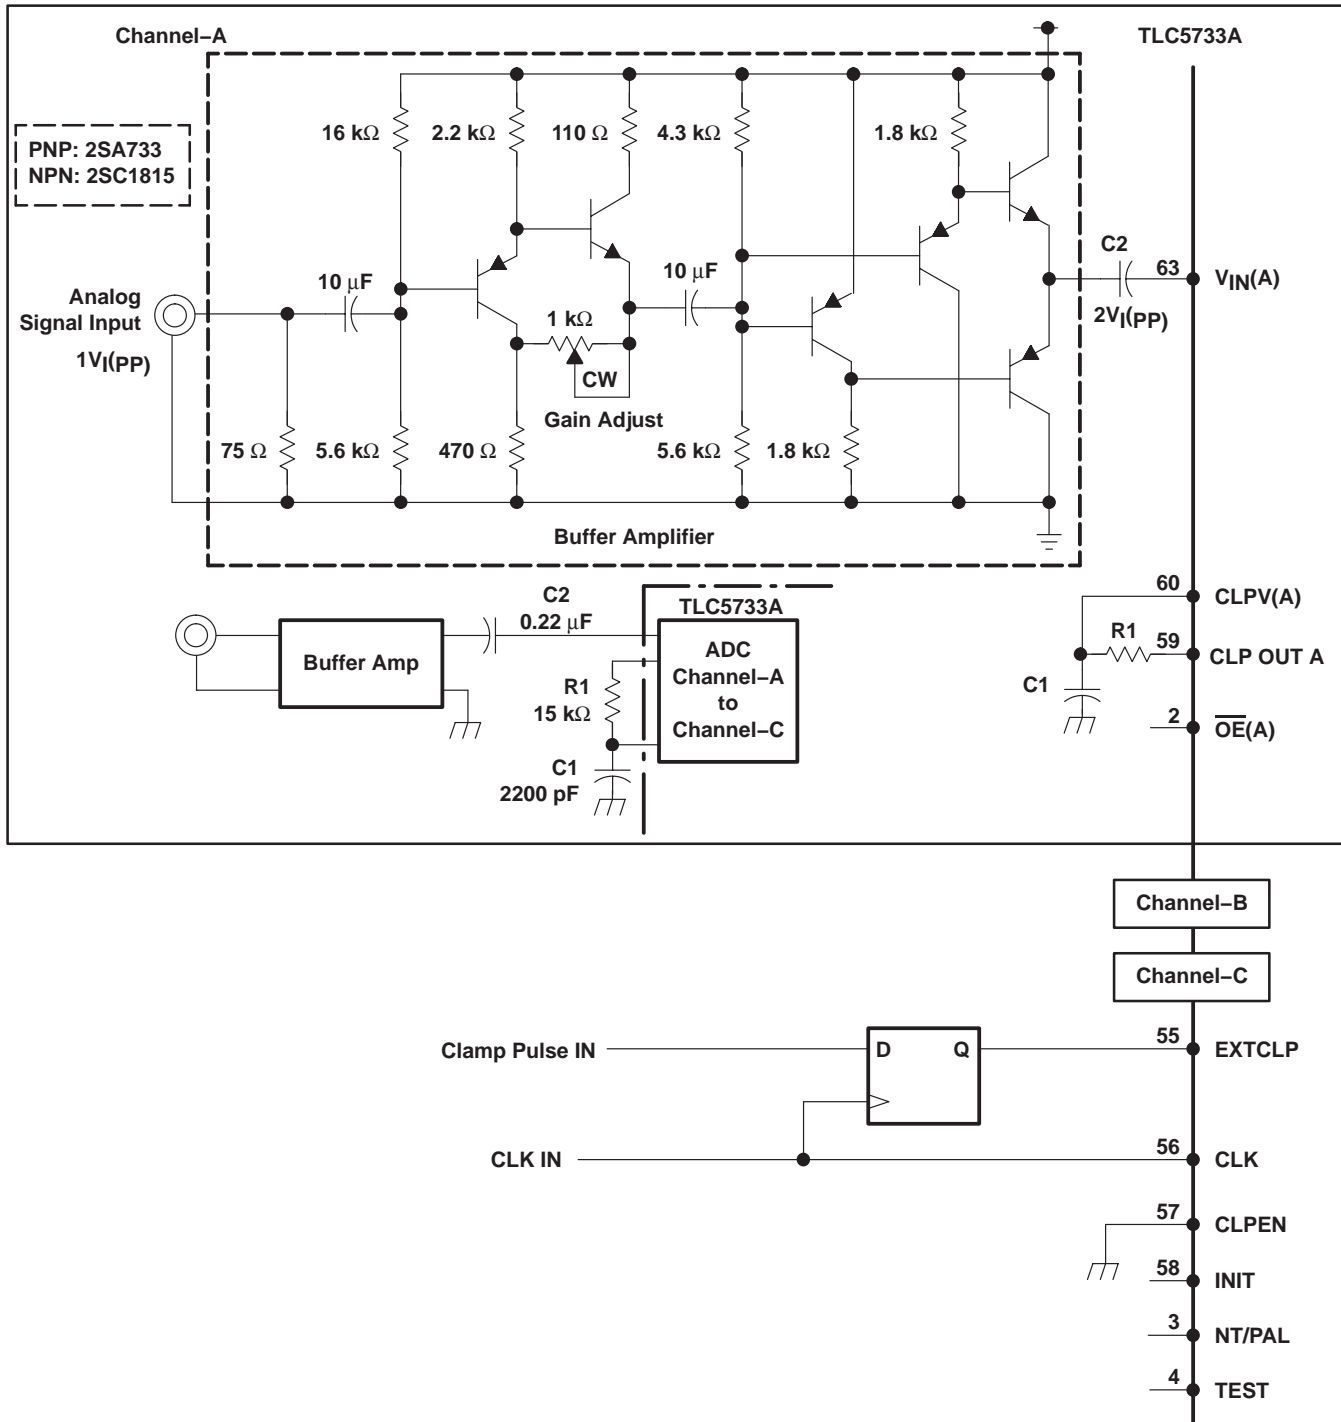 Channel–A
TLC5733A
PNP: 2SA733
NPN: 2SC1815
16 kΩ
2.2 kΩ
110 Ω
4.3 kΩ
1.8 kΩ
Analog
Signal Input
1VI(PP)
10 μF
1 kΩ
CW
Gain Adjust
10 μF
C2
2VI(PP)
63
VIN(A)
75 Ω
5.6 kΩ
470 Ω
5.6 kΩ
1.8 kΩ
Buffer Amplifier
C2
0.22 μF
Buffer Amp
TLC5733A
ADC
Channel–A
to
Channel–C
R1
15 kΩ
C1
2200 pF
60
CLPV(A)
R1
59
CLP OUT A
C1
2
OE(A)
Channel–B
Channel–C
Clamp Pulse IN
D
Q
55
EXTCLP
CLK IN
56
CLK
57
CLPEN
58
INIT
3
NT/PAL
4
TEST